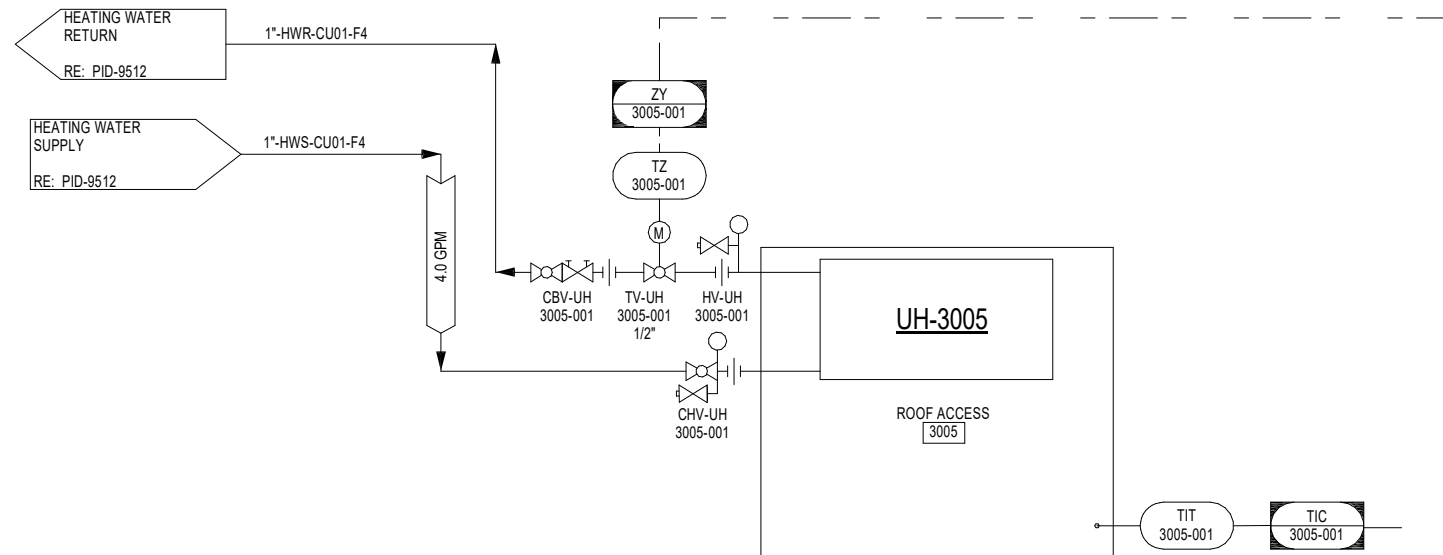 HEATING WATER
RETURN
RE: PID-9512
1"-HWR-CU01-F4
HEATING WATER
SUPPLY
RE: PID-9512
1"-HWS-CU01-F4
4.0 GPM
ZY
3005-001
TZ
3005-001
M
CBV-UH
3005-001
TV-UH
3005-001
1/2"
HV-UH
3005-001
CHV-UH
3005-001
UH-3005
ROOF ACCESS
3005
TIT
3005-001
TIC
3005-001